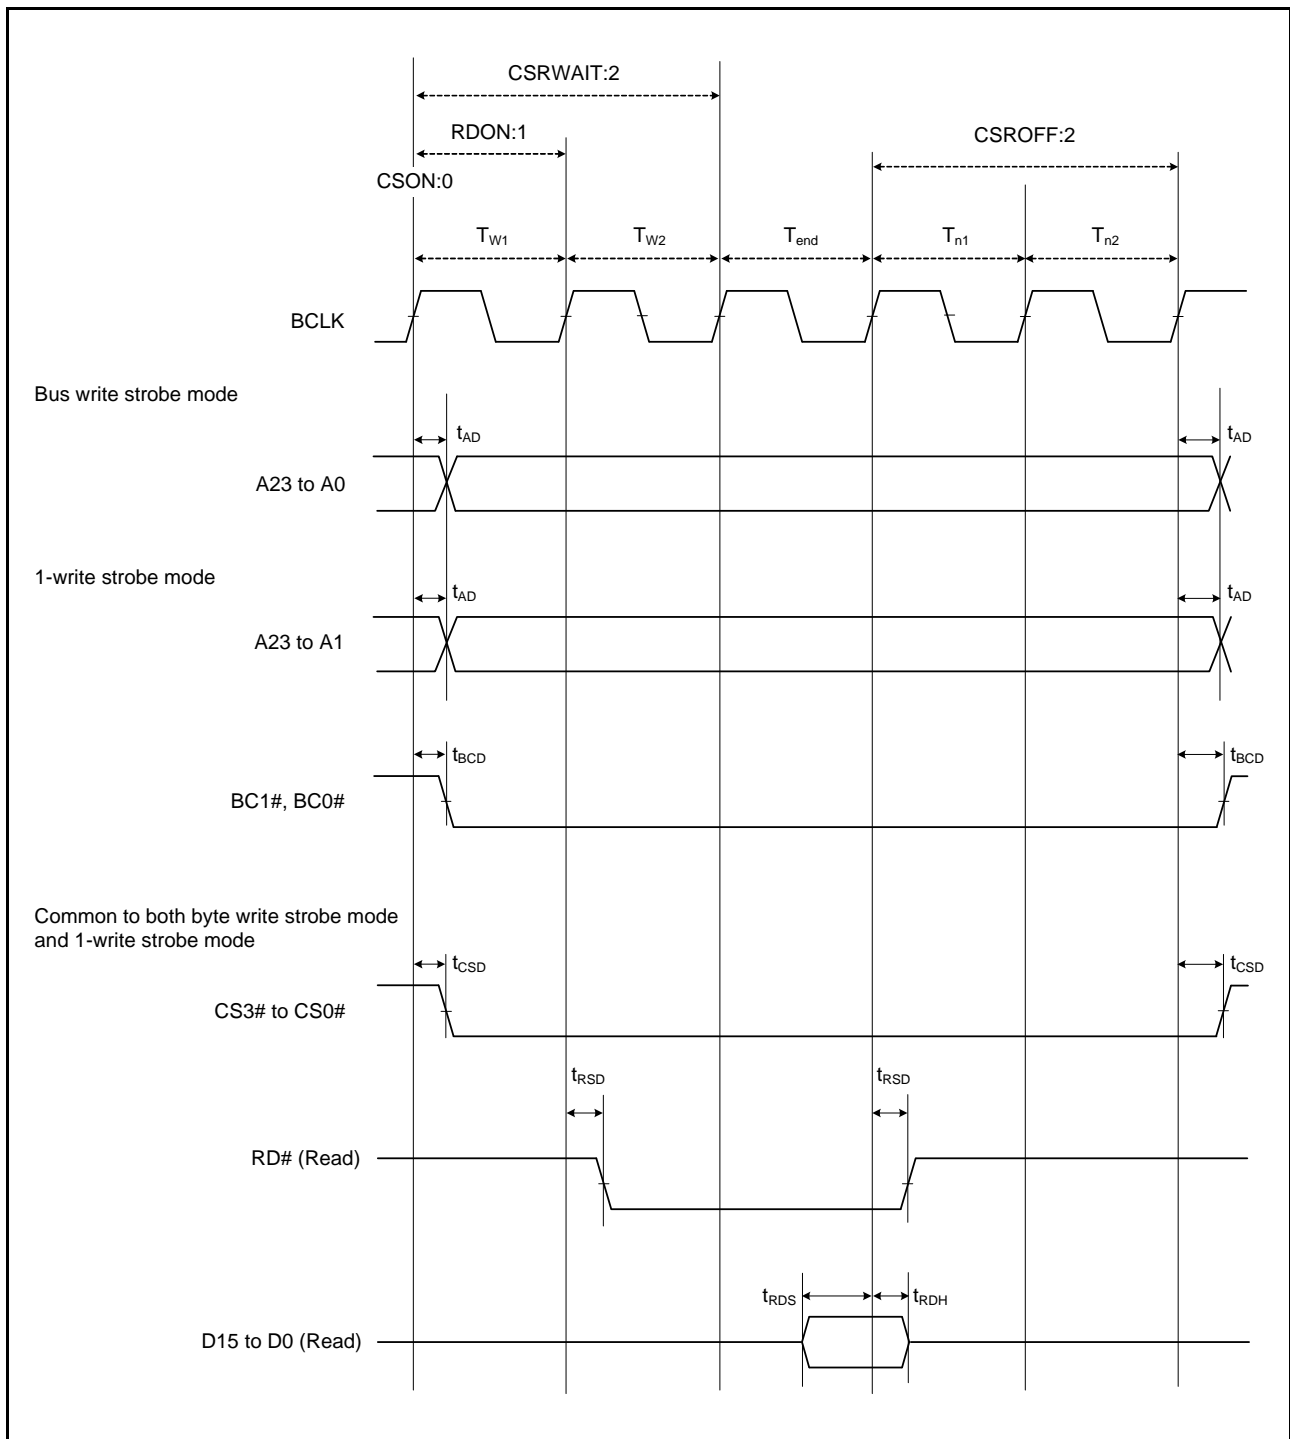 CSRWAIT:2
RDON:1
CSROFF:2
CSON:0
TW1 TW2 Tend Tn1 Tn2
BCLK
Bus write strobe mode
tAD tAD
A23 to A0
1-write strobe mode
tAD tAD
A23 to A1
tBCD tBCD
BC1#, BC0#
Common to both byte write strobe mode
and 1-write strobe mode
tCSD tCSD
CS3# to CS0#
tRSD tRSD
RD# (Read)
tRDS tRDH
D15 to D0 (Read)